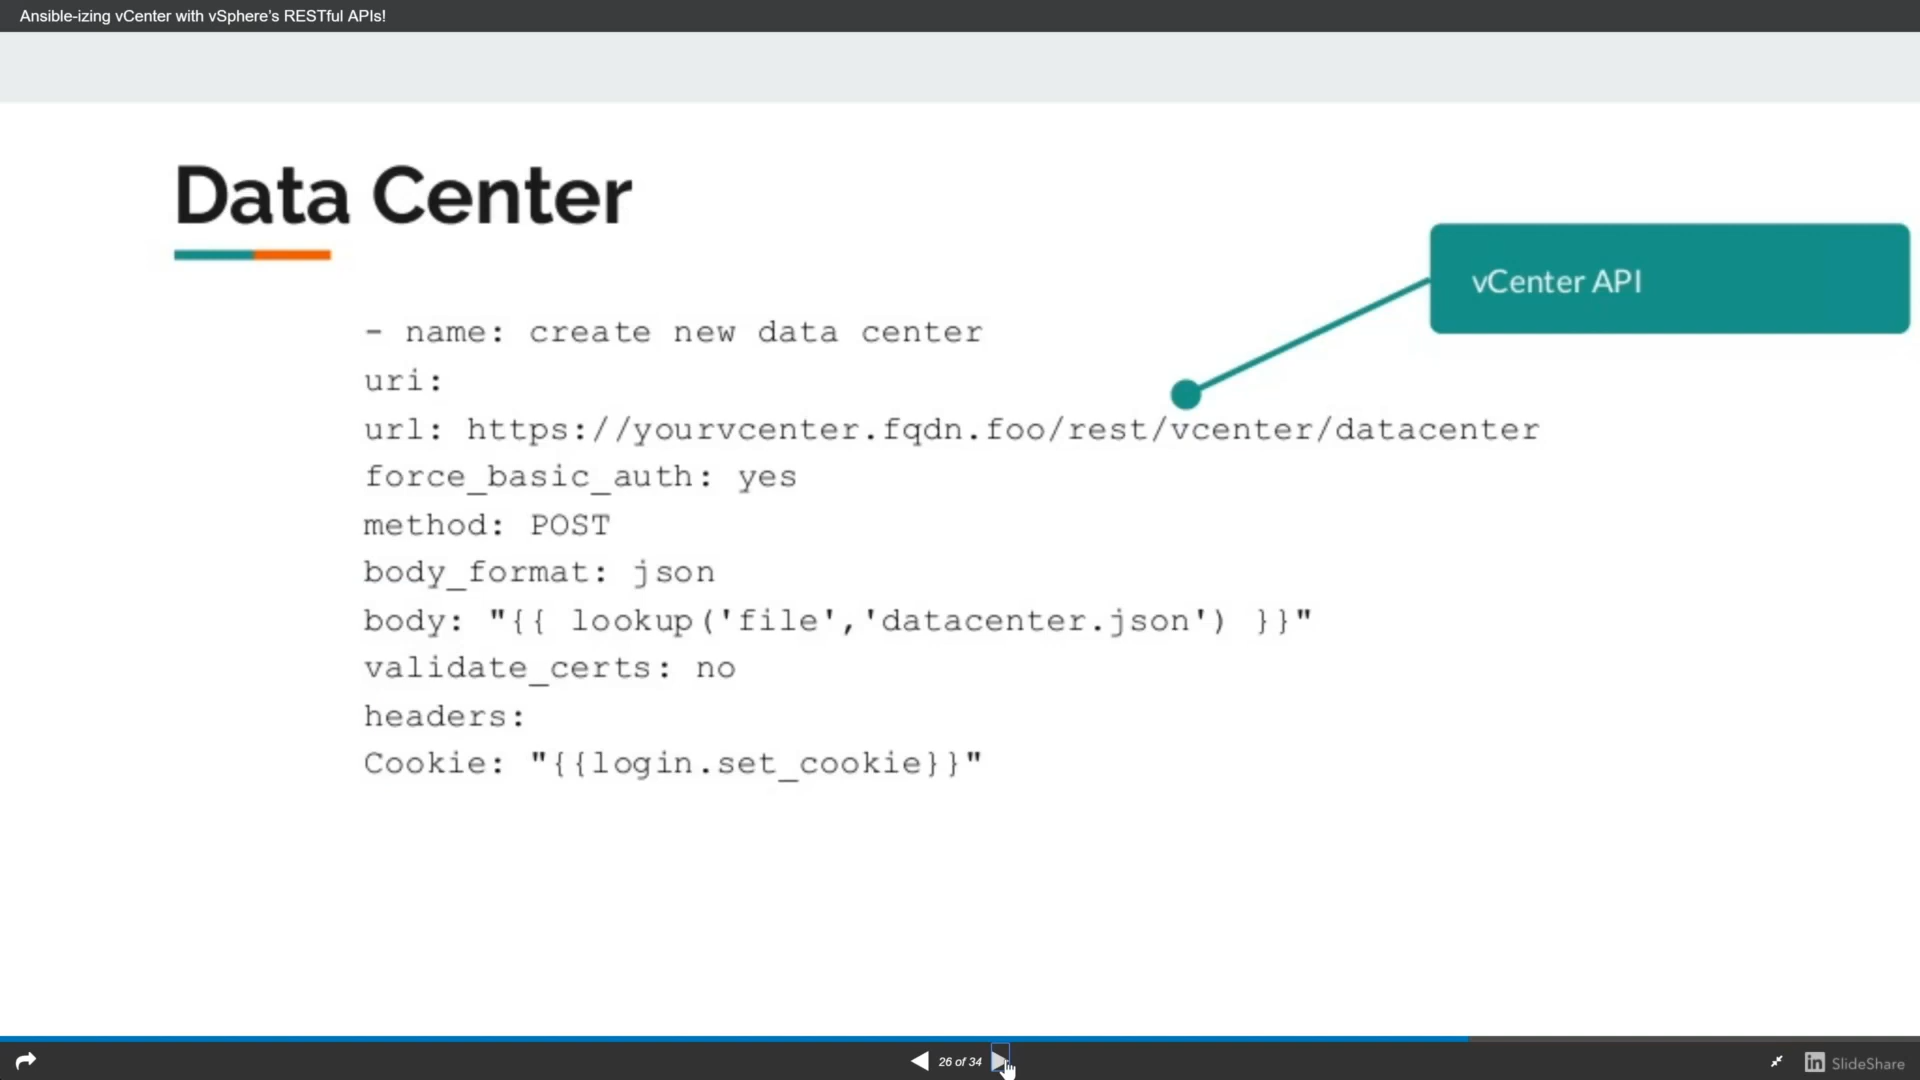 Ansible-izing vCenter with vSphere's RESTful APIs!
Data Center
vCenter API
- name: create new data center
uri:
url: https://yourvcenter.fqdn.foo/rest/vcenter/datacenter
force_basic_auth: yes
method: POST
body_format: json
body: "{{ lookup('file','datacenter.json') }}"
validate_certs: no
headers:
Cookie: "{{login.set_cookie}}"
26 of 34
in SlideShare